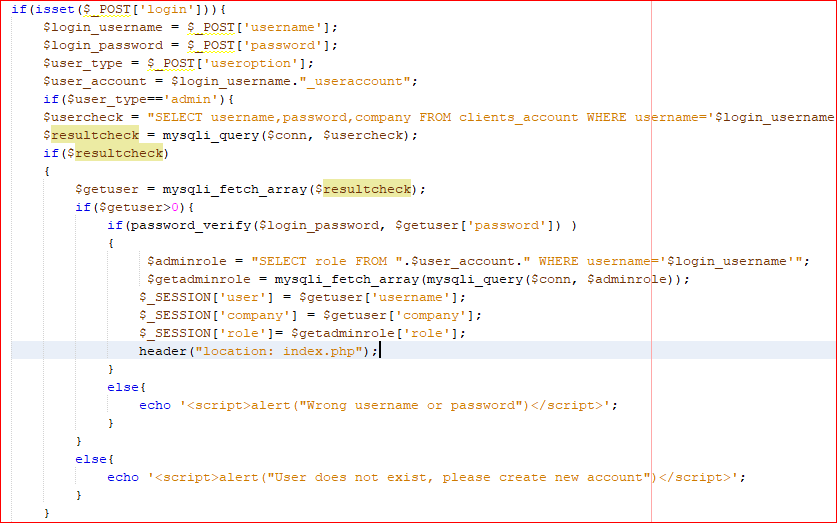 if(isset($_POST['login'])){
$login_username = $_POST['username'];
$login_password = $_POST['password'];
$user_type = $_POST['useroption'];
$user_account = $login_username."_useraccount";
if($user_type=='admin'){
$usercheck = "SELECT username,password,company FROM clients_account WHERE username='$login_username
$resultcheck = mysqli_query($conn, $usercheck);
if($resultcheck)
{
$getuser = mysqli_fetch_array($resultcheck);
if($getuser>0){
if(password_verify($login_password, $getuser['password']) )
{
$adminrole = "SELECT role FROM ".$user_account." WHERE username='$login_username'";
$getadminrole = mysqli_fetch_array(mysqli_query($conn, $adminrole));
$_SESSION['user'] = $getuser['username'];
$_SESSION['company'] = $getuser['company'];
$_SESSION['role']= $getadminrole['role'];
header("location: index.php");
}
else{
echo '<script>alert("Wrong username or password")</script>';
}
}
else{
echo '<script>alert("User does not exist, please create new account")</script>';
}
}